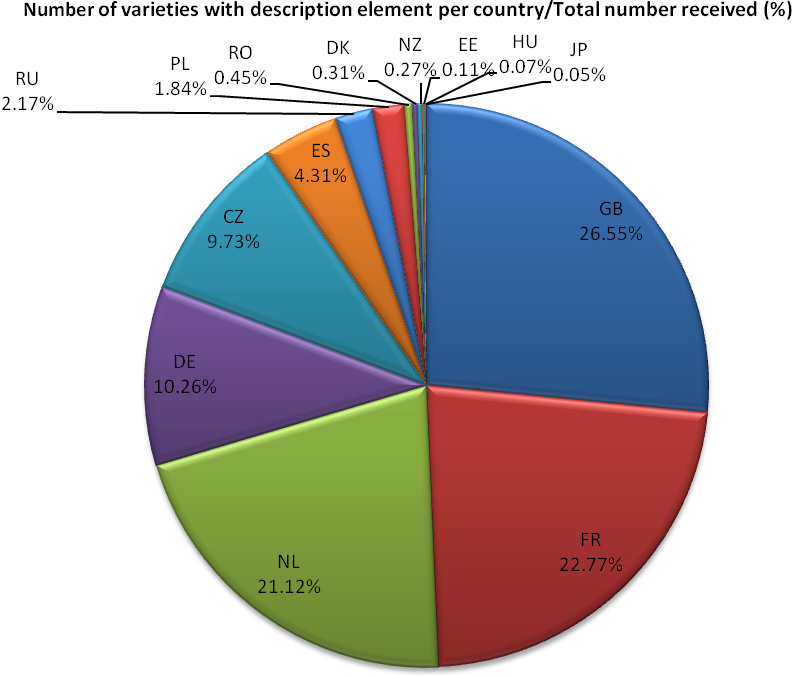 Number of varieties with description element per country/Total number received (%)
RU
2.17%
PL
1.84%
RO
0.45%
DK
0.31%
NZ
0.27%
EE
0.11%
HU
0.07%
JP
0.05%
ES
4.31%
GB
26.55%
CZ
9.73%
DE
10.26%
FR
22.77%
NL
21.12%